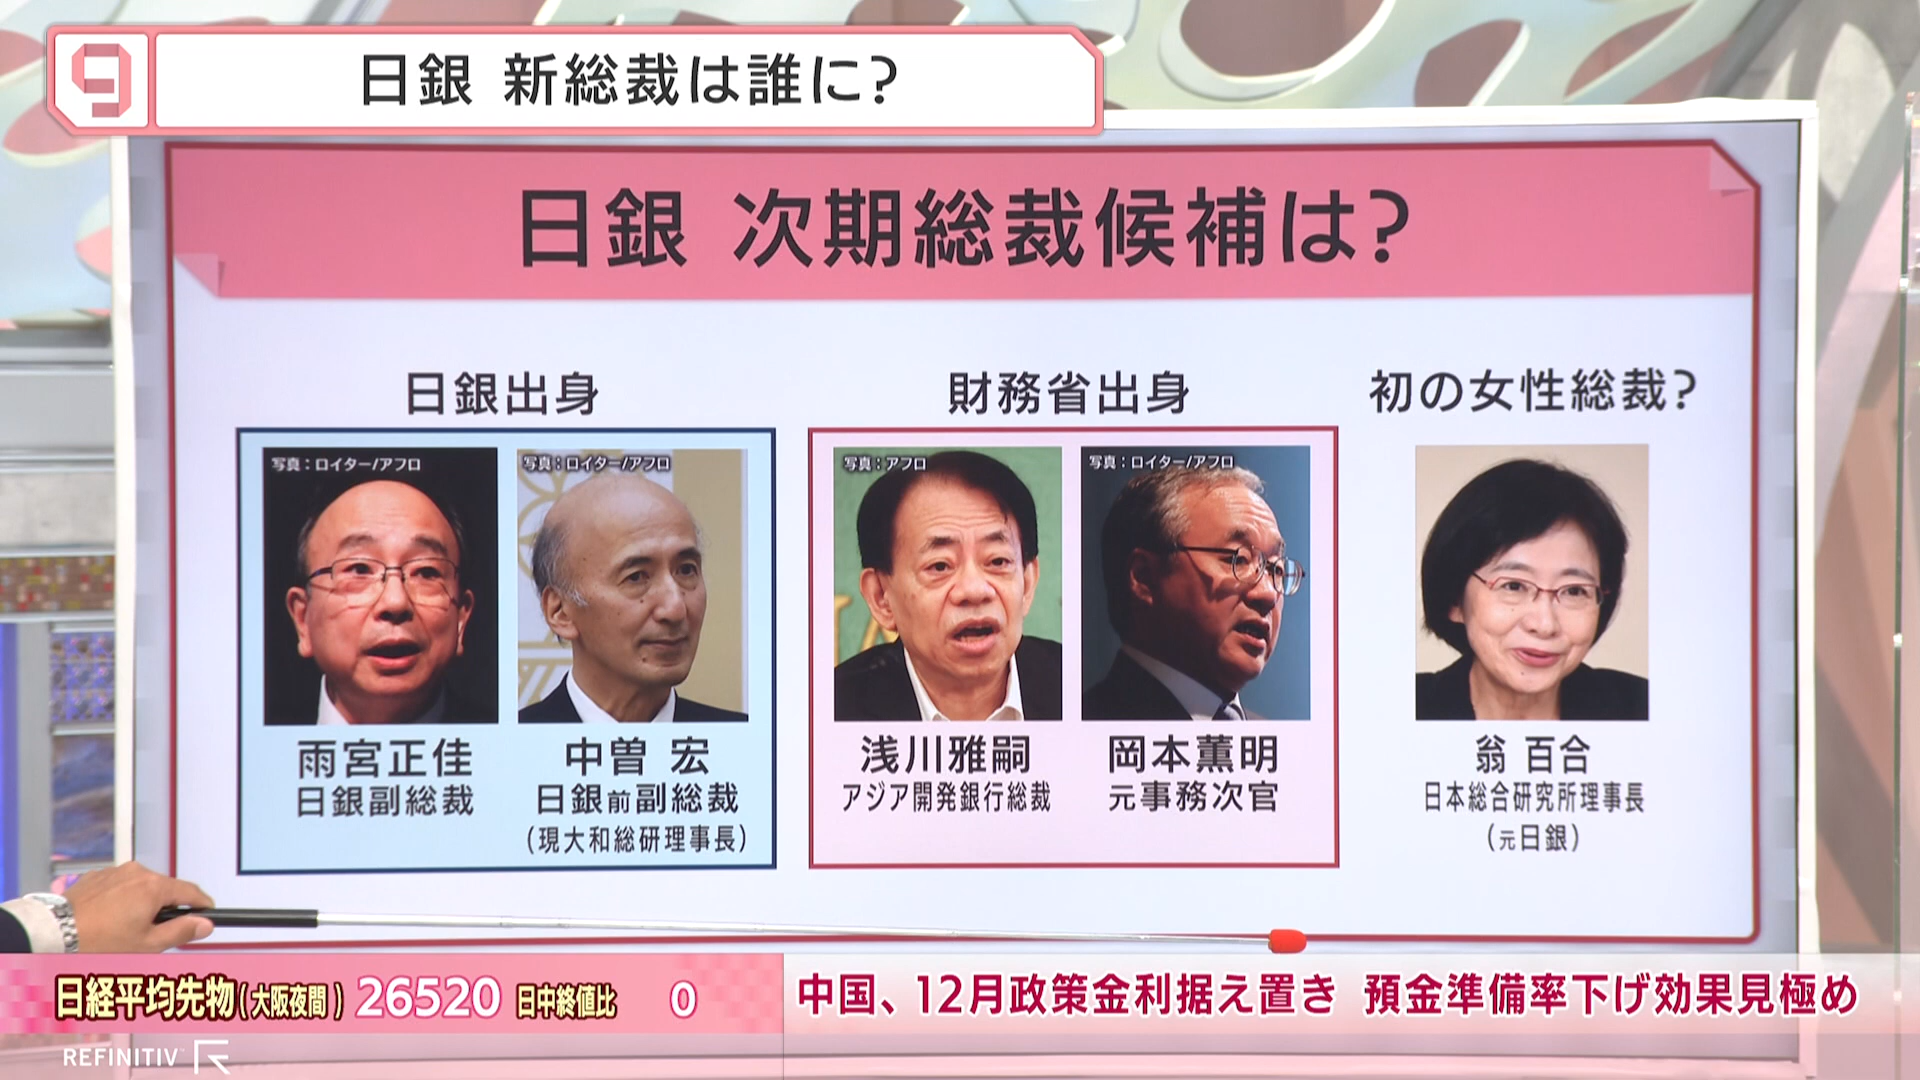 日銀 新総裁は誰に?
日銀 次期総裁候補は?
日銀出身
財務省出身
初の女性総裁?
写真:ロイター/アフロ
写真:ロイター/アフロ
写真:アフロ
写真:ロイター/アフロ
雨宮正佳
日銀副総裁
中曽 宏
日銀前副総裁
(現大和総研理事長)
浅川雅嗣
アジア開発銀行総裁
岡本薫明
元事務次官
翁 百合
日本総合研究所理事長
(元日銀)
日経平均先物(大阪夜間) 26520 日中終値比 0
中国、12月政策金利据え置き 預金準備率下げ効果見極め
REFINITIV